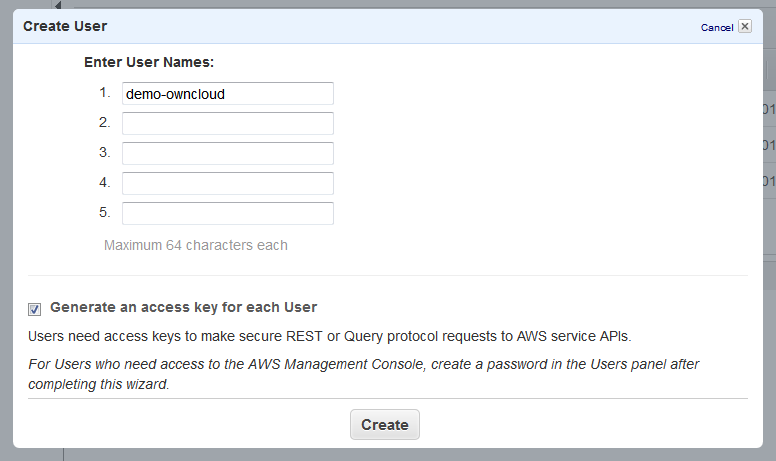 Create User
Cancel
Enter User Names:
1. demo-owncloud
2.
3.
4.
5.
Maximum 64 characters each
Generate an access key for each User
Users need access keys to make secure REST or Query protocol requests to AWS service APIs.
For Users who need access to the AWS Management Console, create a password in the Users panel after
completing this wizard.
Create